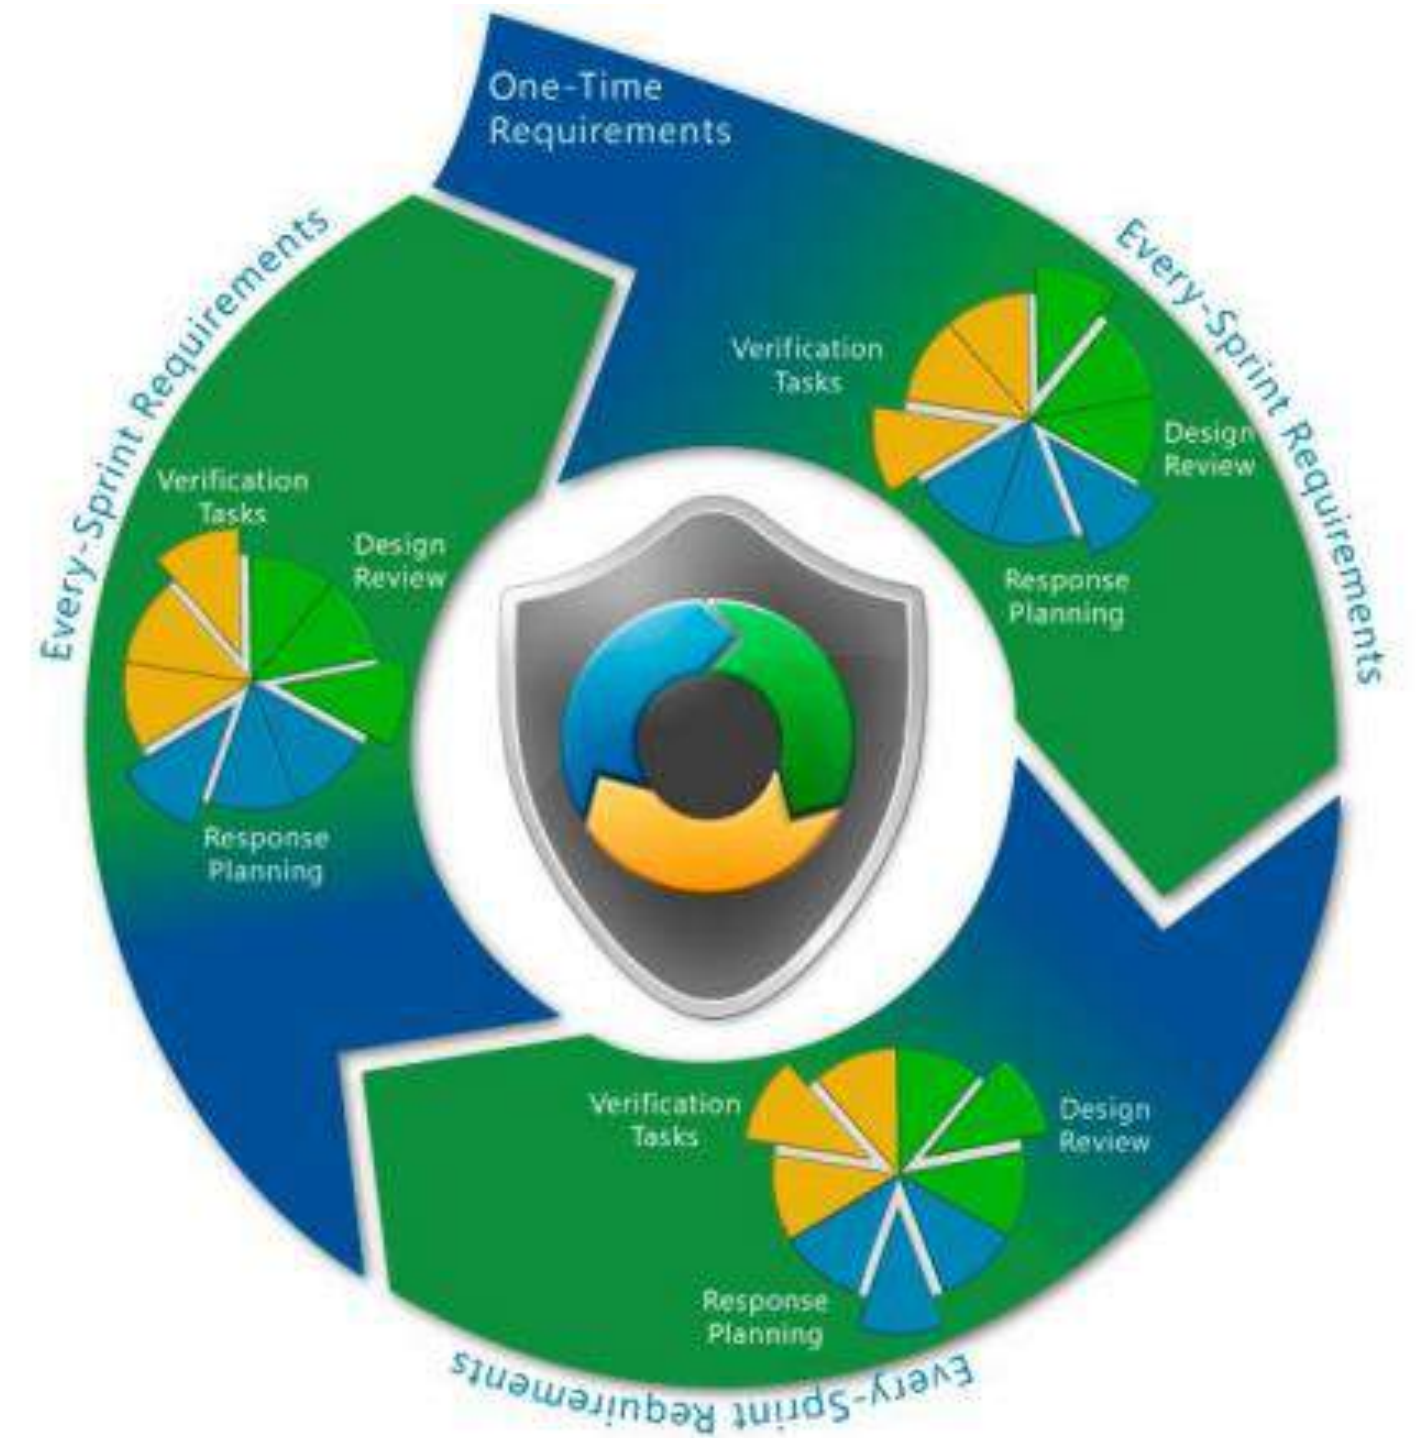 One-Time
Requirements
Every-Sprint Requirements
Verification
Tasks
Design
Review
Response
Planning
Every-Sprint Requirements
Verification
Tasks
Design
Review
Response
Planning
Every-Sprint Requirements
Verification
Tasks
Design
Review
Response
Planning